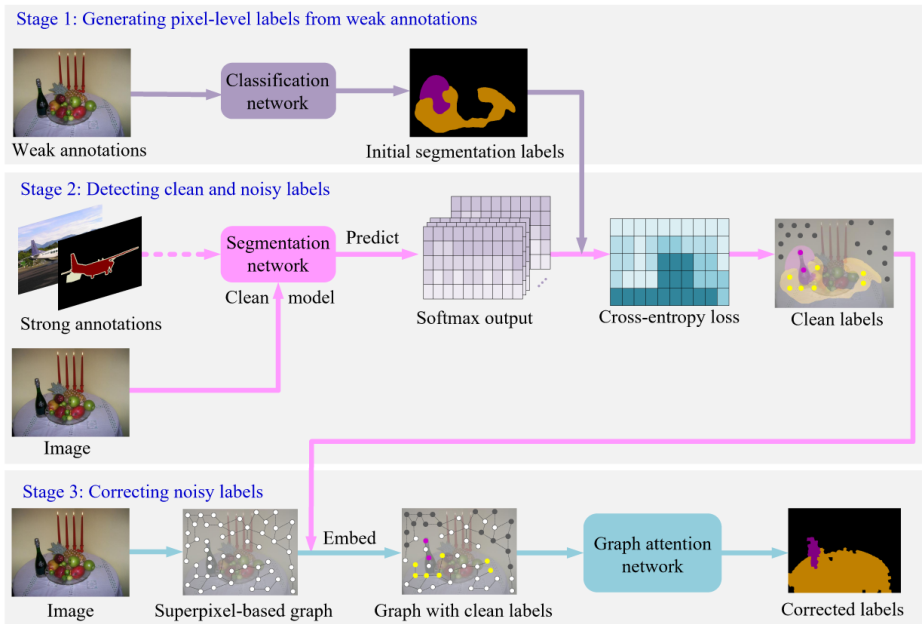 Stage 1: Generating pixel-level labels from weak annotations
Classification
network
Weak annotations
Initial segmentation labels
Stage 2: Detecting clean and noisy labels
Segmentation
network
Predict
Clean model
Strong annotations
Softmax output
Cross-entropy loss
Clean labels
Image
Stage 3: Correcting noisy labels
Embed
Graph attention
network
Image
Superpixel-based graph
Graph with clean labels
Corrected labels